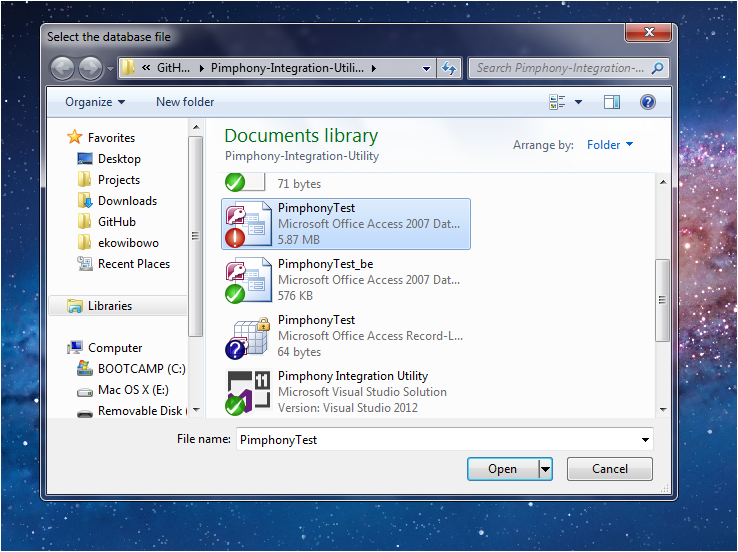 Select the database file
« GitH... ▸ Pimphony-Integration-Utili... ▸
Search Pimphony-Integration-...
Organize
New folder
Favorites
Desktop
Projects
Downloads
GitHub
ekowibowo
Recent Places
Libraries
Computer
BOOTCAMP (C:)
Mac OS X (E:)
Removable Disk (
Documents library
Pimphony-Integration-Utility
Arrange by: Folder
71 bytes
PimphonyTest
Microsoft Office Access 2007 Dat...
5.87 MB
PimphonyTest_be
Microsoft Office Access 2007 Dat...
576 KB
PimphonyTest
Microsoft Office Access Record-L...
64 bytes
11
Pimphony Integration Utility
Microsoft Visual Studio Solution
Version: Visual Studio 2012
File name: PimphonyTest
Open
Cancel